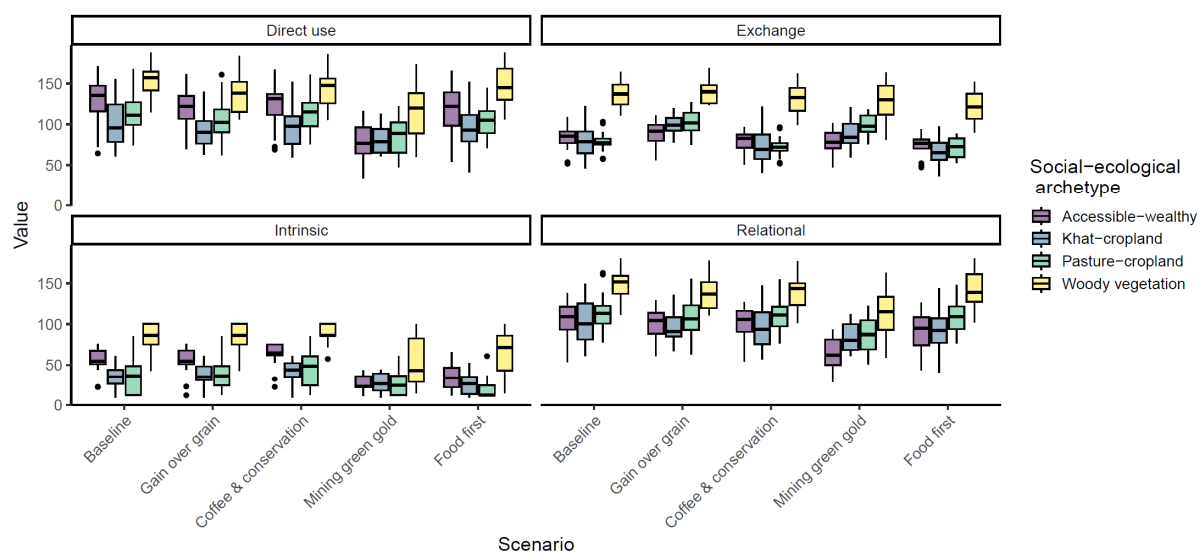 Direct use
Exchange
Value
150
100
50
0
Intrinsic
Relational
150
100
50
0
Baseline
Gain over grain
Coffee & conservation
Mining green gold
Food first
Baseline
Gain over grain
Coffee & conservation
Mining green gold
Food first
Scenario
Social−ecological
archetype
Accessible−wealthy
Khat−cropland
Pasture−cropland
Woody vegetation